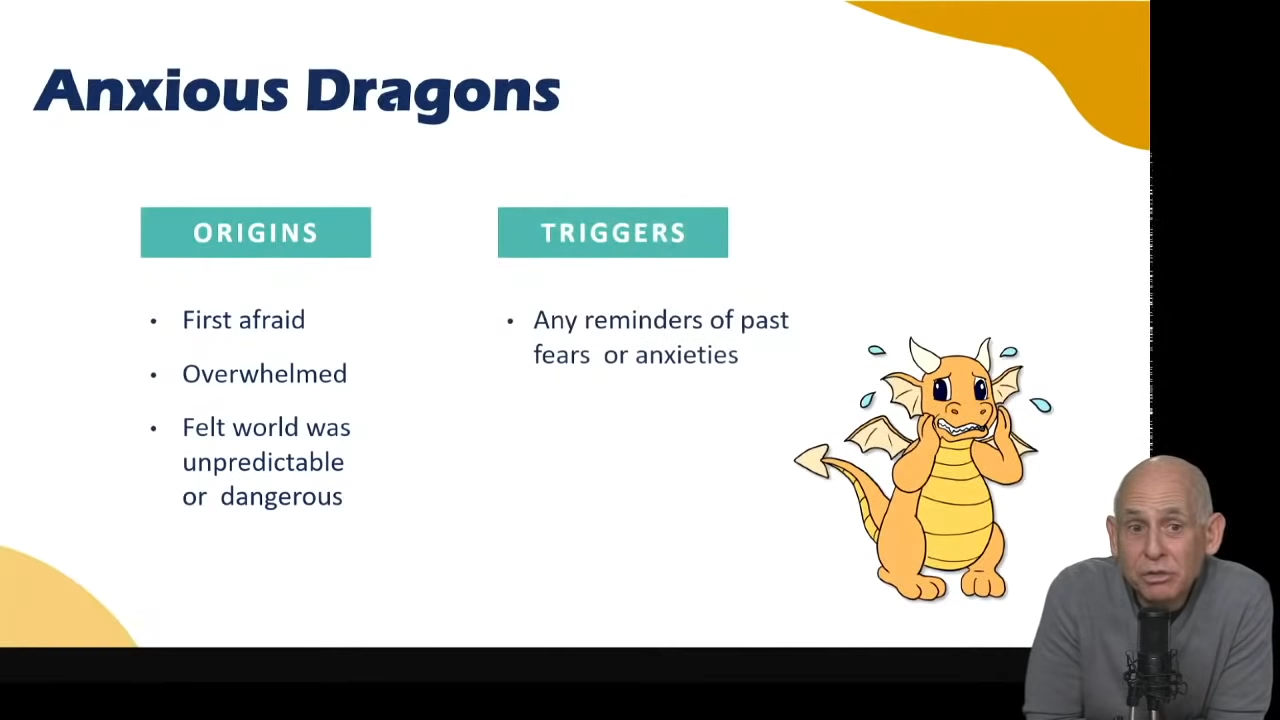 Anxious Dragons
ORIGINS
• First afraid
• Overwhelmed
• Felt world was
unpredictable
or dangerous
TRIGGERS
• Any reminders of past
fears or anxieties